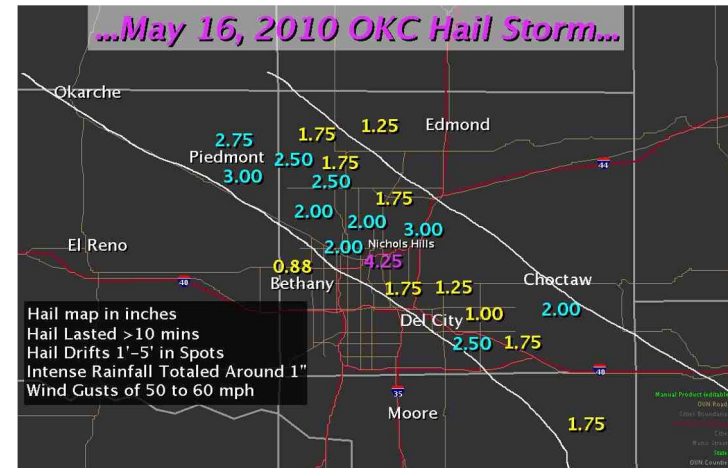 ...May 16, 2010 OKC Hail Storm...
Okarche
1.25
Edmond
1.75
2.75
Piedmont
2.50
1.75
44
3.00
2.50
1.75
2.00
2.00
3.00
El Reno
2.00
Nichols Hills
4.25
0.88
40
Bethany
1.75
1.25
Choctaw
2.00
1.00
Del City
2.50
1.75
40
Hail map in inches
Hail Lasted >10 mins
Hail Drifts 1'-5' in Spots
Intense Rainfall Totaled Around 1"
Wind Gusts of 50 to 60 mph
35
Moore
1.75
Manual Product (editable
State